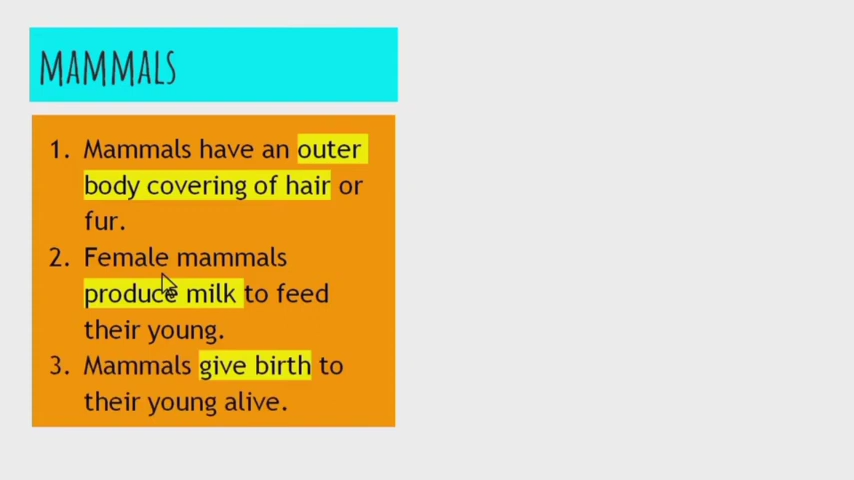 MAMMALS
1. Mammals have an outer
body covering of hair or
fur.
2. Female mammals
produce milk to feed
their young.
3. Mammals give birth to
their young alive.